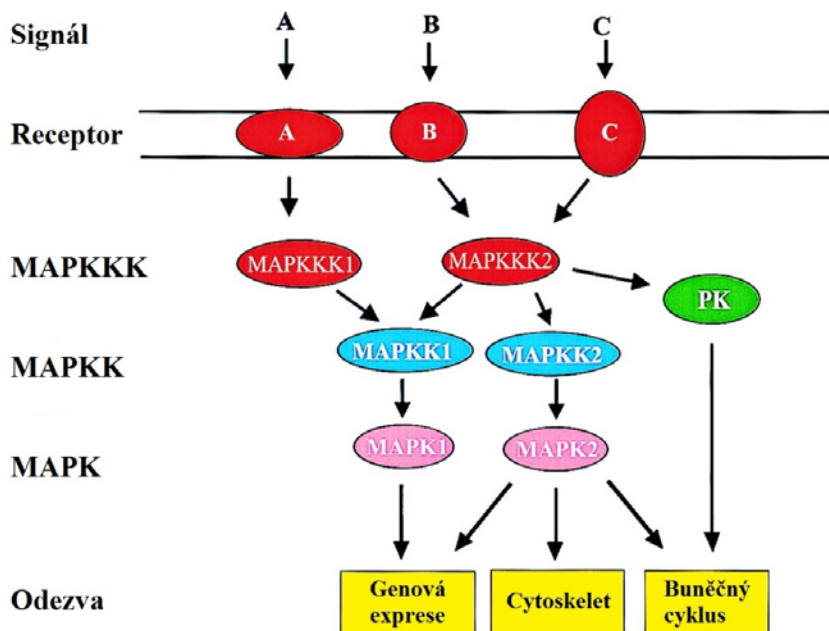 Signál
A
B
C
Receptor
A
B
C
MAPKKK
MAPKKK1
MAPKKK2
PK
MAPKK
MAPKK1
MAPKK2
MAPK
MAPK1
MAPK2
Odezva
Genová
exprese
Cytoskelet
Buněčný
cyklus